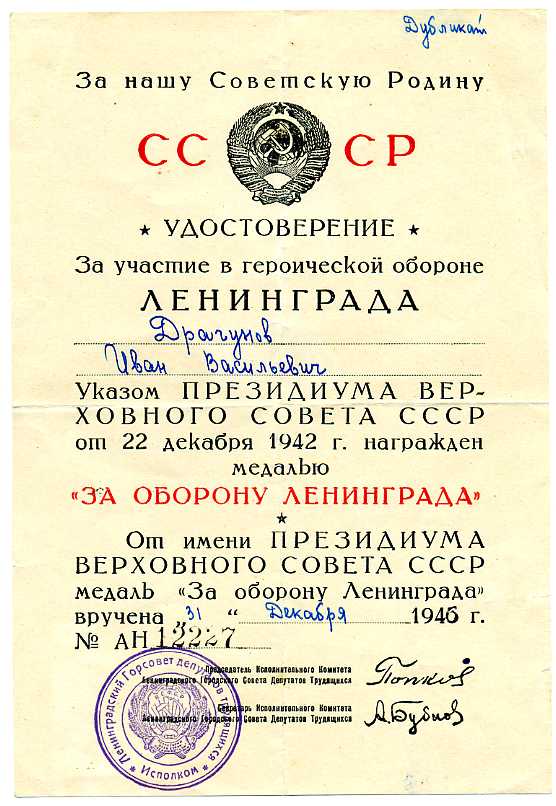 Дубликат
За нашу Советскую Родину
СС СР
★ УДОСТОВЕРЕНИЕ ★
За участие в героической обороне
ЛЕНИНГРАДА
Драгунов
Иван Васильевич
Указом ПРЕЗИДИУМА ВЕР-
ХОВНОГО СОВЕТА СССР
от 22 декабря 1942 г. награжден
медалью
«ЗА ОБОРОНУ ЛЕНИНГРАДА»
★
От имени ПРЕЗИДИУМА
ВЕРХОВНОГО СОВЕТА СССР
медаль «За оборону Ленинграда»
вручена „31“ Декабря 1946 г.
№ АН 12227
Председатель Исполнительного Комитета
Ленинградского Городского Совета Депутатов Трудящихся
Попков
Секретарь Исполнительного Комитета
Ленинградского Городского Совета Депутатов Трудящихся
А.Бубнов
Ленинградский Горсовет депутатов трудящихся
Исполком